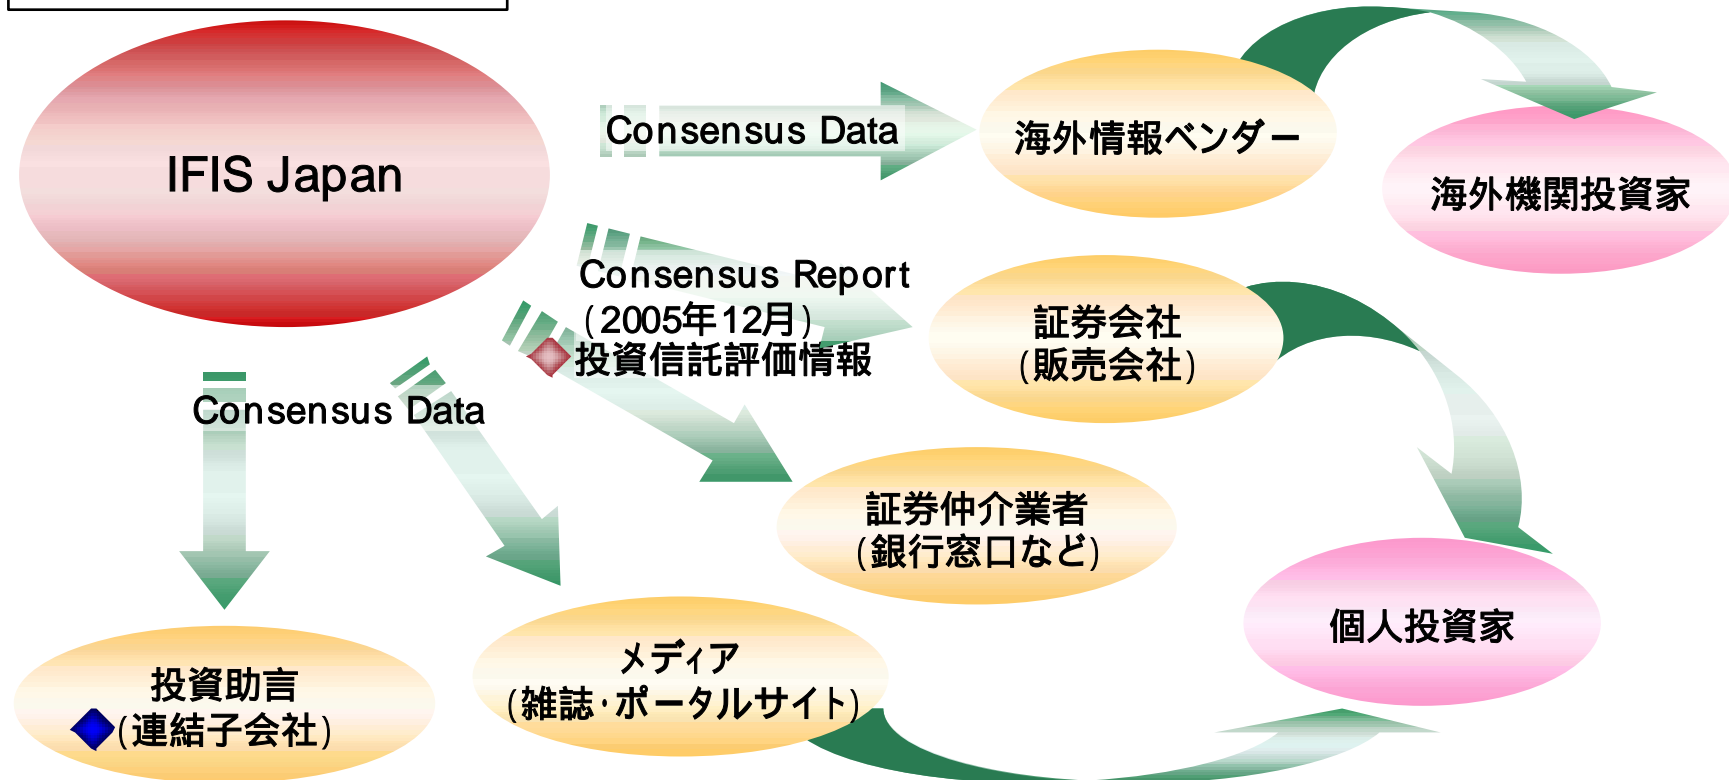 IFIS Japan
Consensus Data
海外情報ベンダー
海外機関投資家
Consensus Report
(2005年12月)
投資信託評価情報
証券会社
(販売会社)
Consensus Data
証券仲介業者
(銀行窓口など)
個人投資家
メディア
(雑誌・ポータルサイト)
投資助言
(連結子会社)